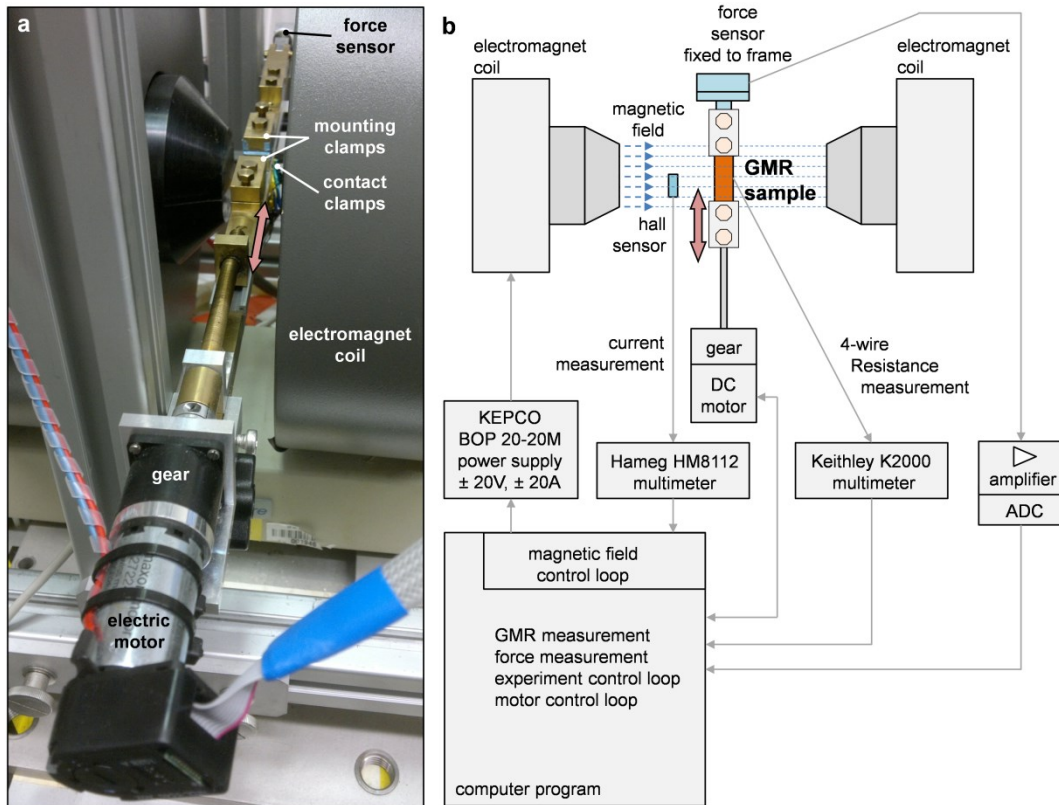 a
force
sensor
mounting
clamps
contact
clamps
electromagnet
coil
gear
electric
motor
b
electromagnet
coil
force
sensor
fixed to frame
electromagnet
coil
magnetic
field
GMR
sample
hall
sensor
current
measurement
gear
DC
motor
4-wire
Resistance
measurement
KEPCO
BOP 20-20M
power supply
± 20V, ± 20A
Hameg HM8112
multimeter
Keithley K2000
multimeter
amplifier
ADC
magnetic field
control loop
GMR measurement
force measurement
experiment control loop
motor control loop
computer program